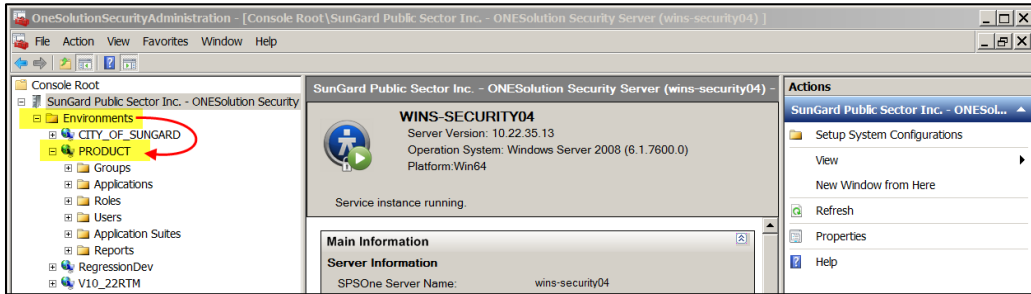 OneSolutionSecurityAdministration - [Console Root\SunGard Public Sector Inc. - ONESolution Security Server (wins-security04) ]
File Action View Favorites Window Help
Console Root
SunGard Public Sector Inc. - ONESolution Security
Environments
CITY_OF_SUNGARD
PRODUCT
Groups
Applications
Roles
Users
Application Suites
Reports
RegressionDev
V10_22RTM
SunGard Public Sector Inc. - ONESolution Security Server (wins-security04) -
WINS-SECURITY04
Server Version: 10.22.35.13
Operation System: Windows Server 2008 (6.1.7600.0)
Platform:Win64
Service instance running.
Main Information
Server Information
SPSOne Server Name: wins-security04
Actions
SunGard Public Sector Inc. - ONESol...
Setup System Configurations
View
New Window from Here
Refresh
Properties
Help